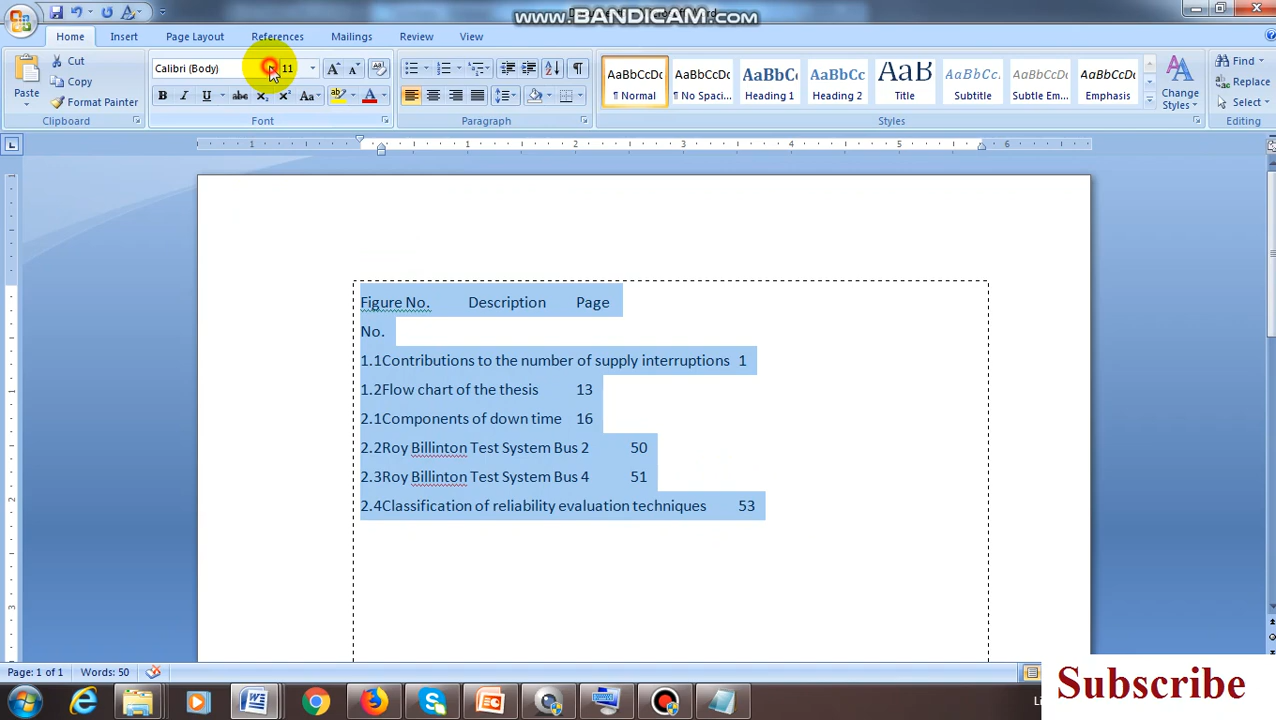 www.BANDICAM.com
Home Insert Page Layout References Mailings Review View
Paste
Cut
Copy
Format Painter
Clipboard
Calibri (Body) 11
Font
Paragraph
AaBbCcDc AaBbCcDc AaBbCc AaBbCc AaB AaBbCc. AaBbCcDc AaBbCcDc
¶ Normal ¶ No Spaci... Heading 1 Heading 2 Title Subtitle Subtle Em... Emphasis
Change
Styles
Styles
Find
Replace
Select
Editing
Figure No. Description Page
No.
1.1Contributions to the number of supply interruptions 1
1.2Flow chart of the thesis 13
2.1Components of down time 16
2.2Roy Billinton Test System Bus 2 50
2.3Roy Billinton Test System Bus 4 51
2.4Classification of reliability evaluation techniques 53
Page: 1 of 1 Words: 50
Subscribe